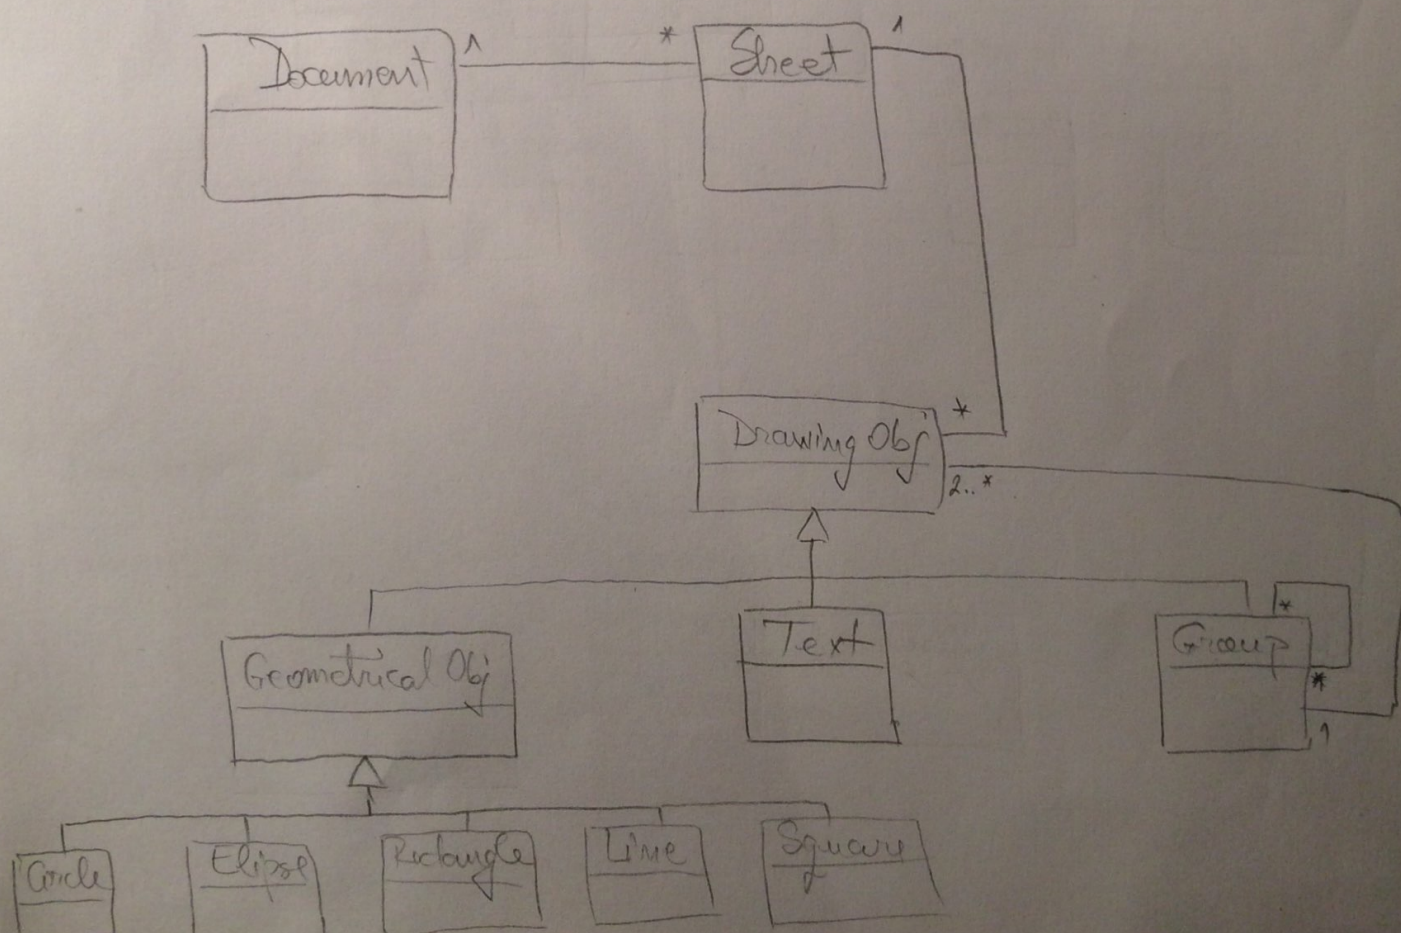 Document
1
*
Sheet
1
Drawing Obj
*
2..*
Geometrical Obj
Text
Group
*
*
1
Circle
Elipse
Rectangle
Line
Square